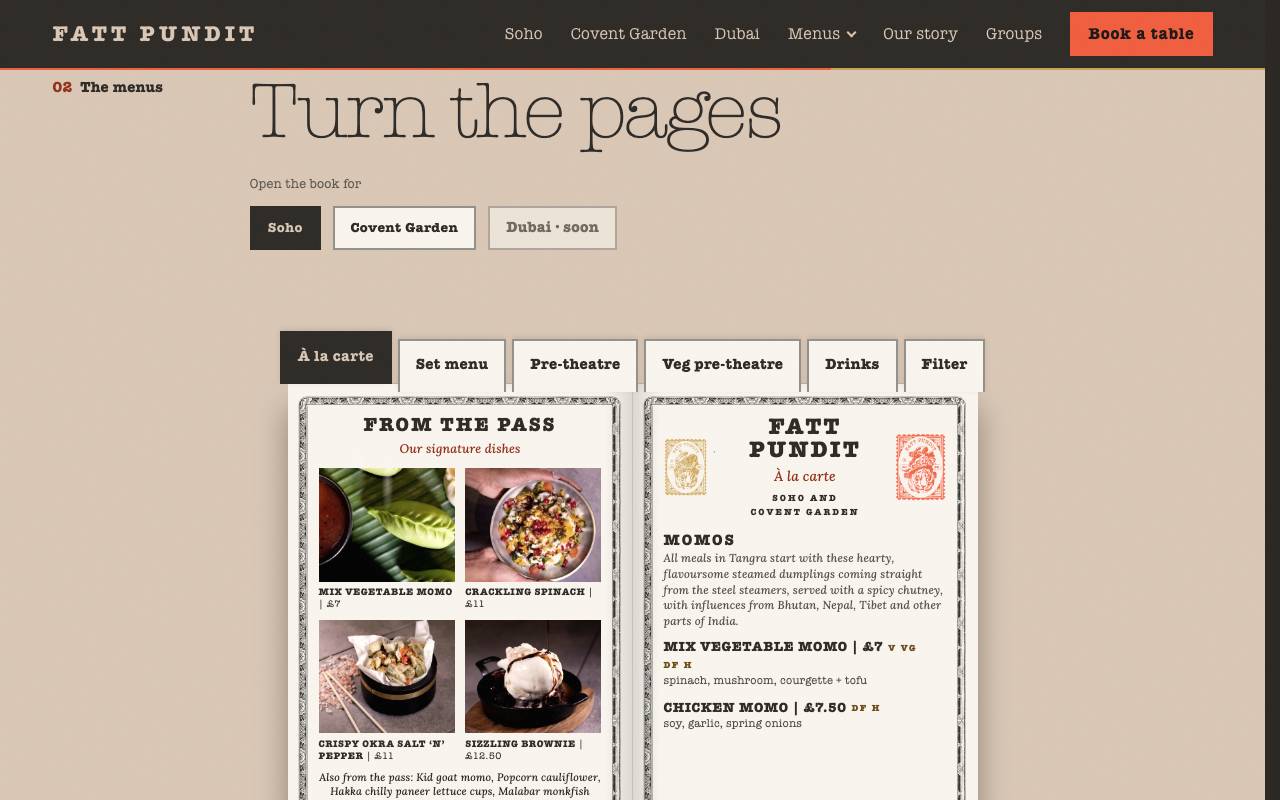 FATT PUNDIT
Soho Covent Garden Dubai Menus Our story Groups Book a table
02 The menus
Turn the pages
Open the book for
Soho Covent Garden Dubai · soon
À la carte Set menu Pre-theatre Veg pre-theatre Drinks Filter
FROM THE PASS
Our signature dishes
MIX VEGETABLE MOMO
| £7
CRACKLING SPINACH |
£11
CRISPY OKRA SALT ‘N’
PEPPER | £11
SIZZLING BROWNIE |
£12.50
Also from the pass: Kid goat momo, Popcorn cauliflower,
Hakka chilly paneer lettuce cups, Malabar monkfish
FATT
PUNDIT
À la carte
SOHO AND
COVENT GARDEN
MOMOS
All meals in Tangra start with these hearty,
flavoursome steamed dumplings coming straight
from the steel steamers, served with a spicy chutney,
with influences from Bhutan, Nepal, Tibet and other
parts of India.
MIX VEGETABLE MOMO | £7 V VG
DF H
spinach, mushroom, courgette + tofu
CHICKEN MOMO | £7.50 DF H
soy, garlic, spring onions